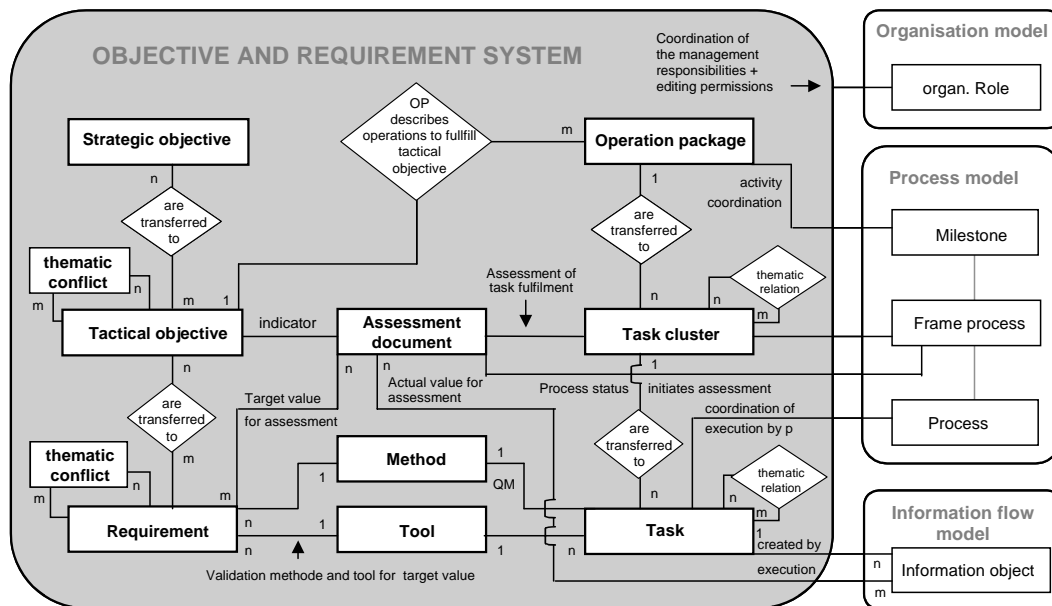 OBJECTIVE AND REQUIREMENT SYSTEM
Coordination of
the management
responsibilities +
editing permissions
Organisation model
organ. Role
OP
describes
operations to fullfill
tactical
objective
m
Strategic objective
n
Operation package
1
activity
coordination
Process model
are
transferred
to
are
transferred
to
Milestone
thematic
conflict
n
m
m
1
Assessment of
task fulfilment
n
n
m
thematic
relation
Tactical objective
indicator
Assessment
document
Task cluster
Frame process
n
n
n
1
Actual value for
assessment
Process status
initiates assessment
Target value
for assessment
are
transferred
to
are
transferred
to
coordination of
execution by p
Process
thematic
conflict
n
m
m
m
Method
1
1
QM
n
n
m
thematic
relation
Requirement
n
n
1
Tool
1
n
Task
1
created by
execution
Information flow
model
Information object
n
m
Validation methode and tool for target value